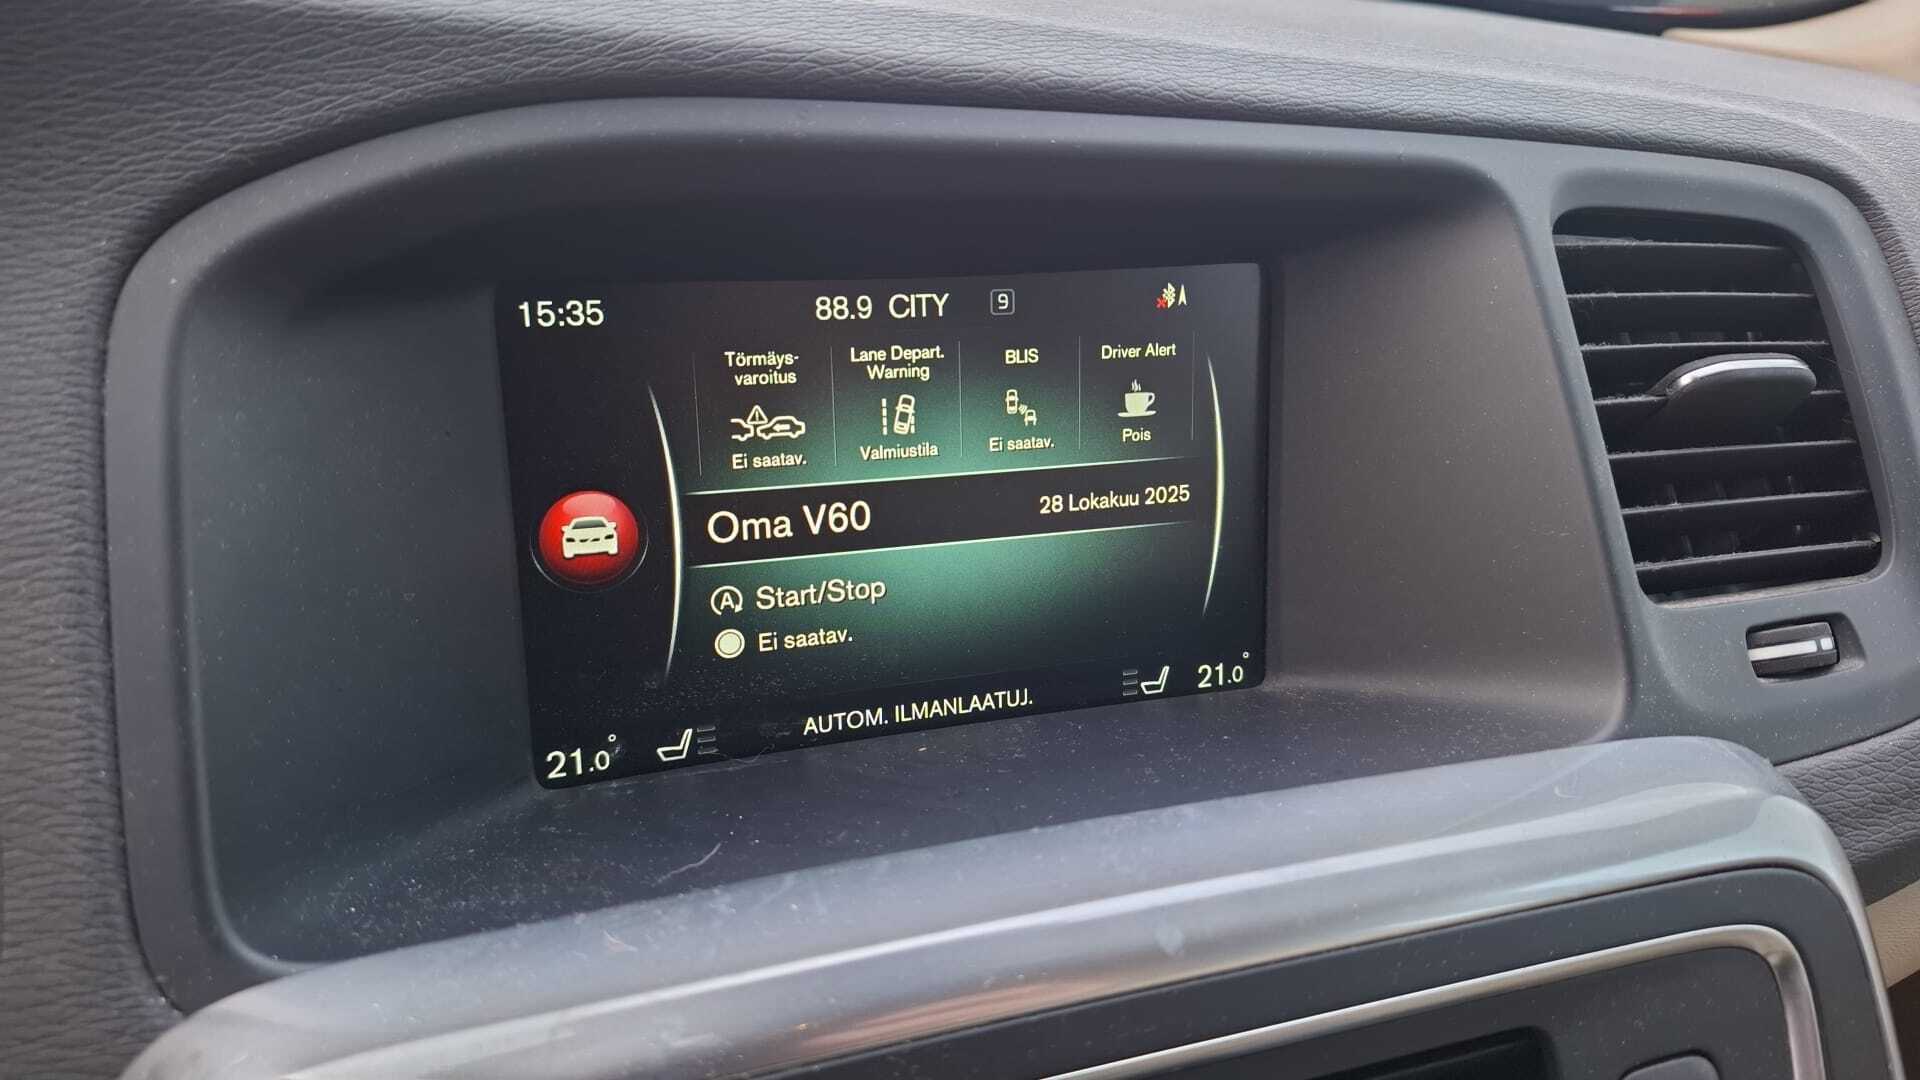 15:35
88.9 CITY
9
Törmäys-
varoitus
Ei saatav.
Lane Depart.
Warning
Valmiustila
BLIS
Ei saatav.
Driver Alert
Pois
Oma V60
28 Lokakuu 2025
A Start/Stop
Ei saatav.
21.0°
AUTOM. ILMANLAATUJ.
21.0°